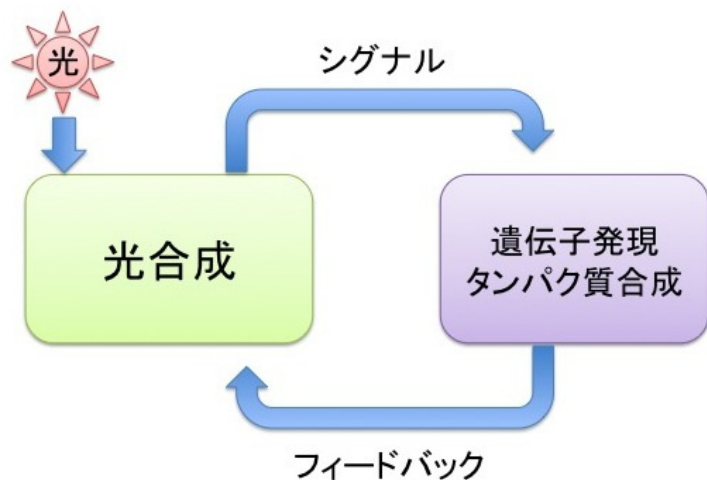 光
シグナル
光合成
遺伝子発現
タンパク質合成
フィードバック